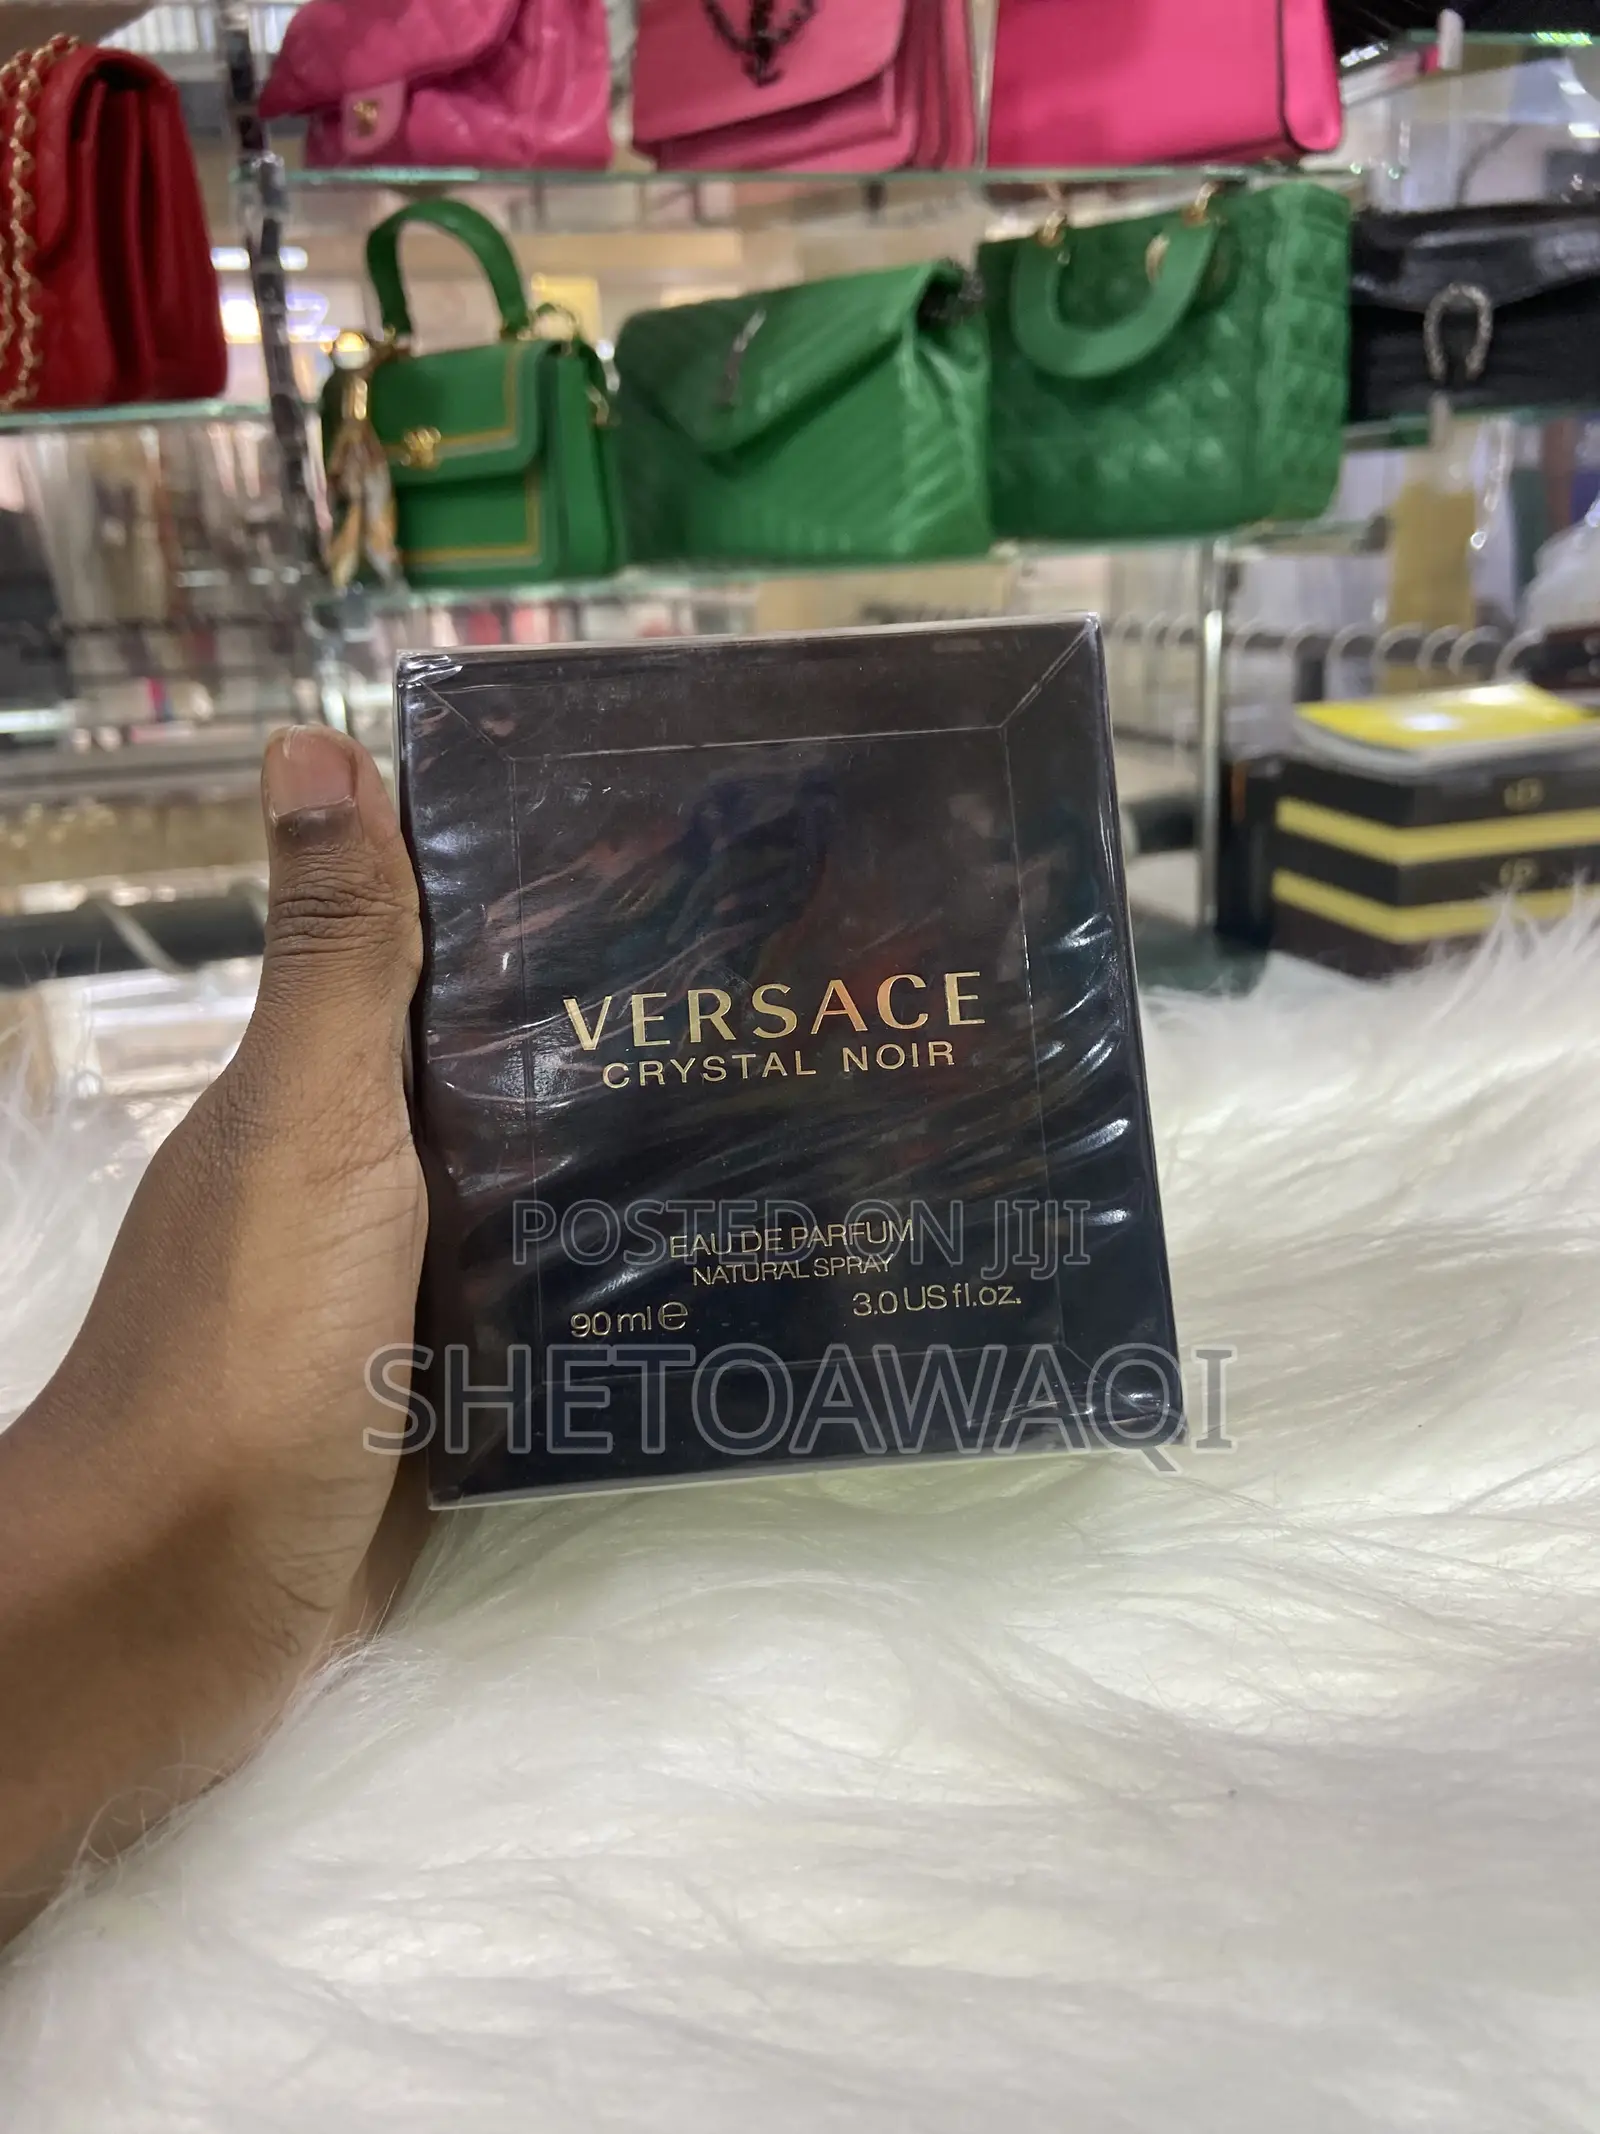 VERSACE
CRYSTAL NOIR
POSTED ON JIJI
EAU DE PARFUM
NATURAL SPRAY
90 ml e 3.0 US fl.oz.
SHETOAWAQI